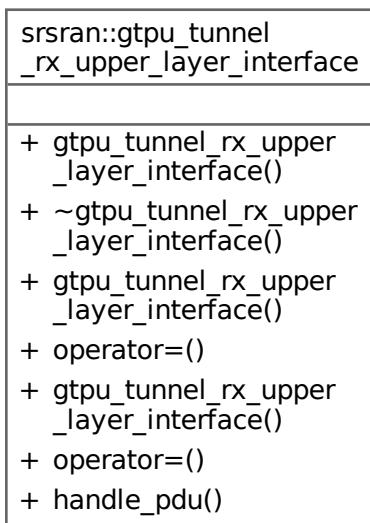 srsran::gtpu_tunnel
_rx_upper_layer_interface
+ gtpu_tunnel_rx_upper
_layer_interface()
+ ~gtpu_tunnel_rx_upper
_layer_interface()
+ gtpu_tunnel_rx_upper
_layer_interface()
+ operator=()
+ gtpu_tunnel_rx_upper
_layer_interface()
+ operator=()
+ handle_pdu()